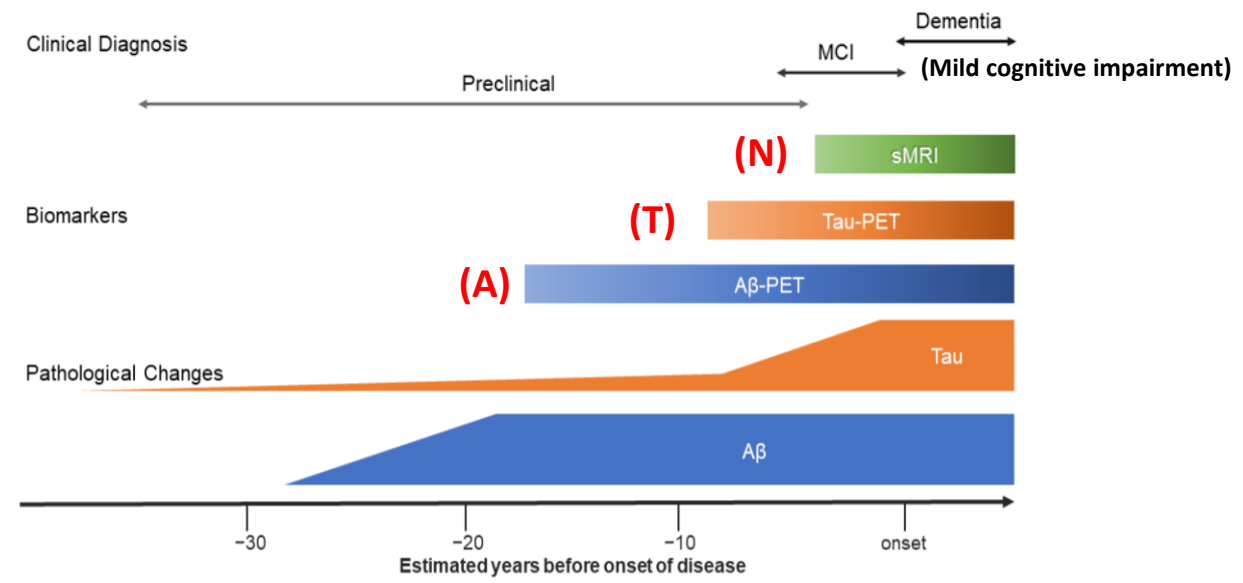 Dementia
Clinical Diagnosis
MCI
(Mild cognitive impairment)
Preclinical
(N)
sMRI
Biomarkers
(T)
Tau-PET
(A)
Aβ-PET
Tau
Pathological Changes
Aβ
−30
−20
−10
onset
Estimated years before onset of disease